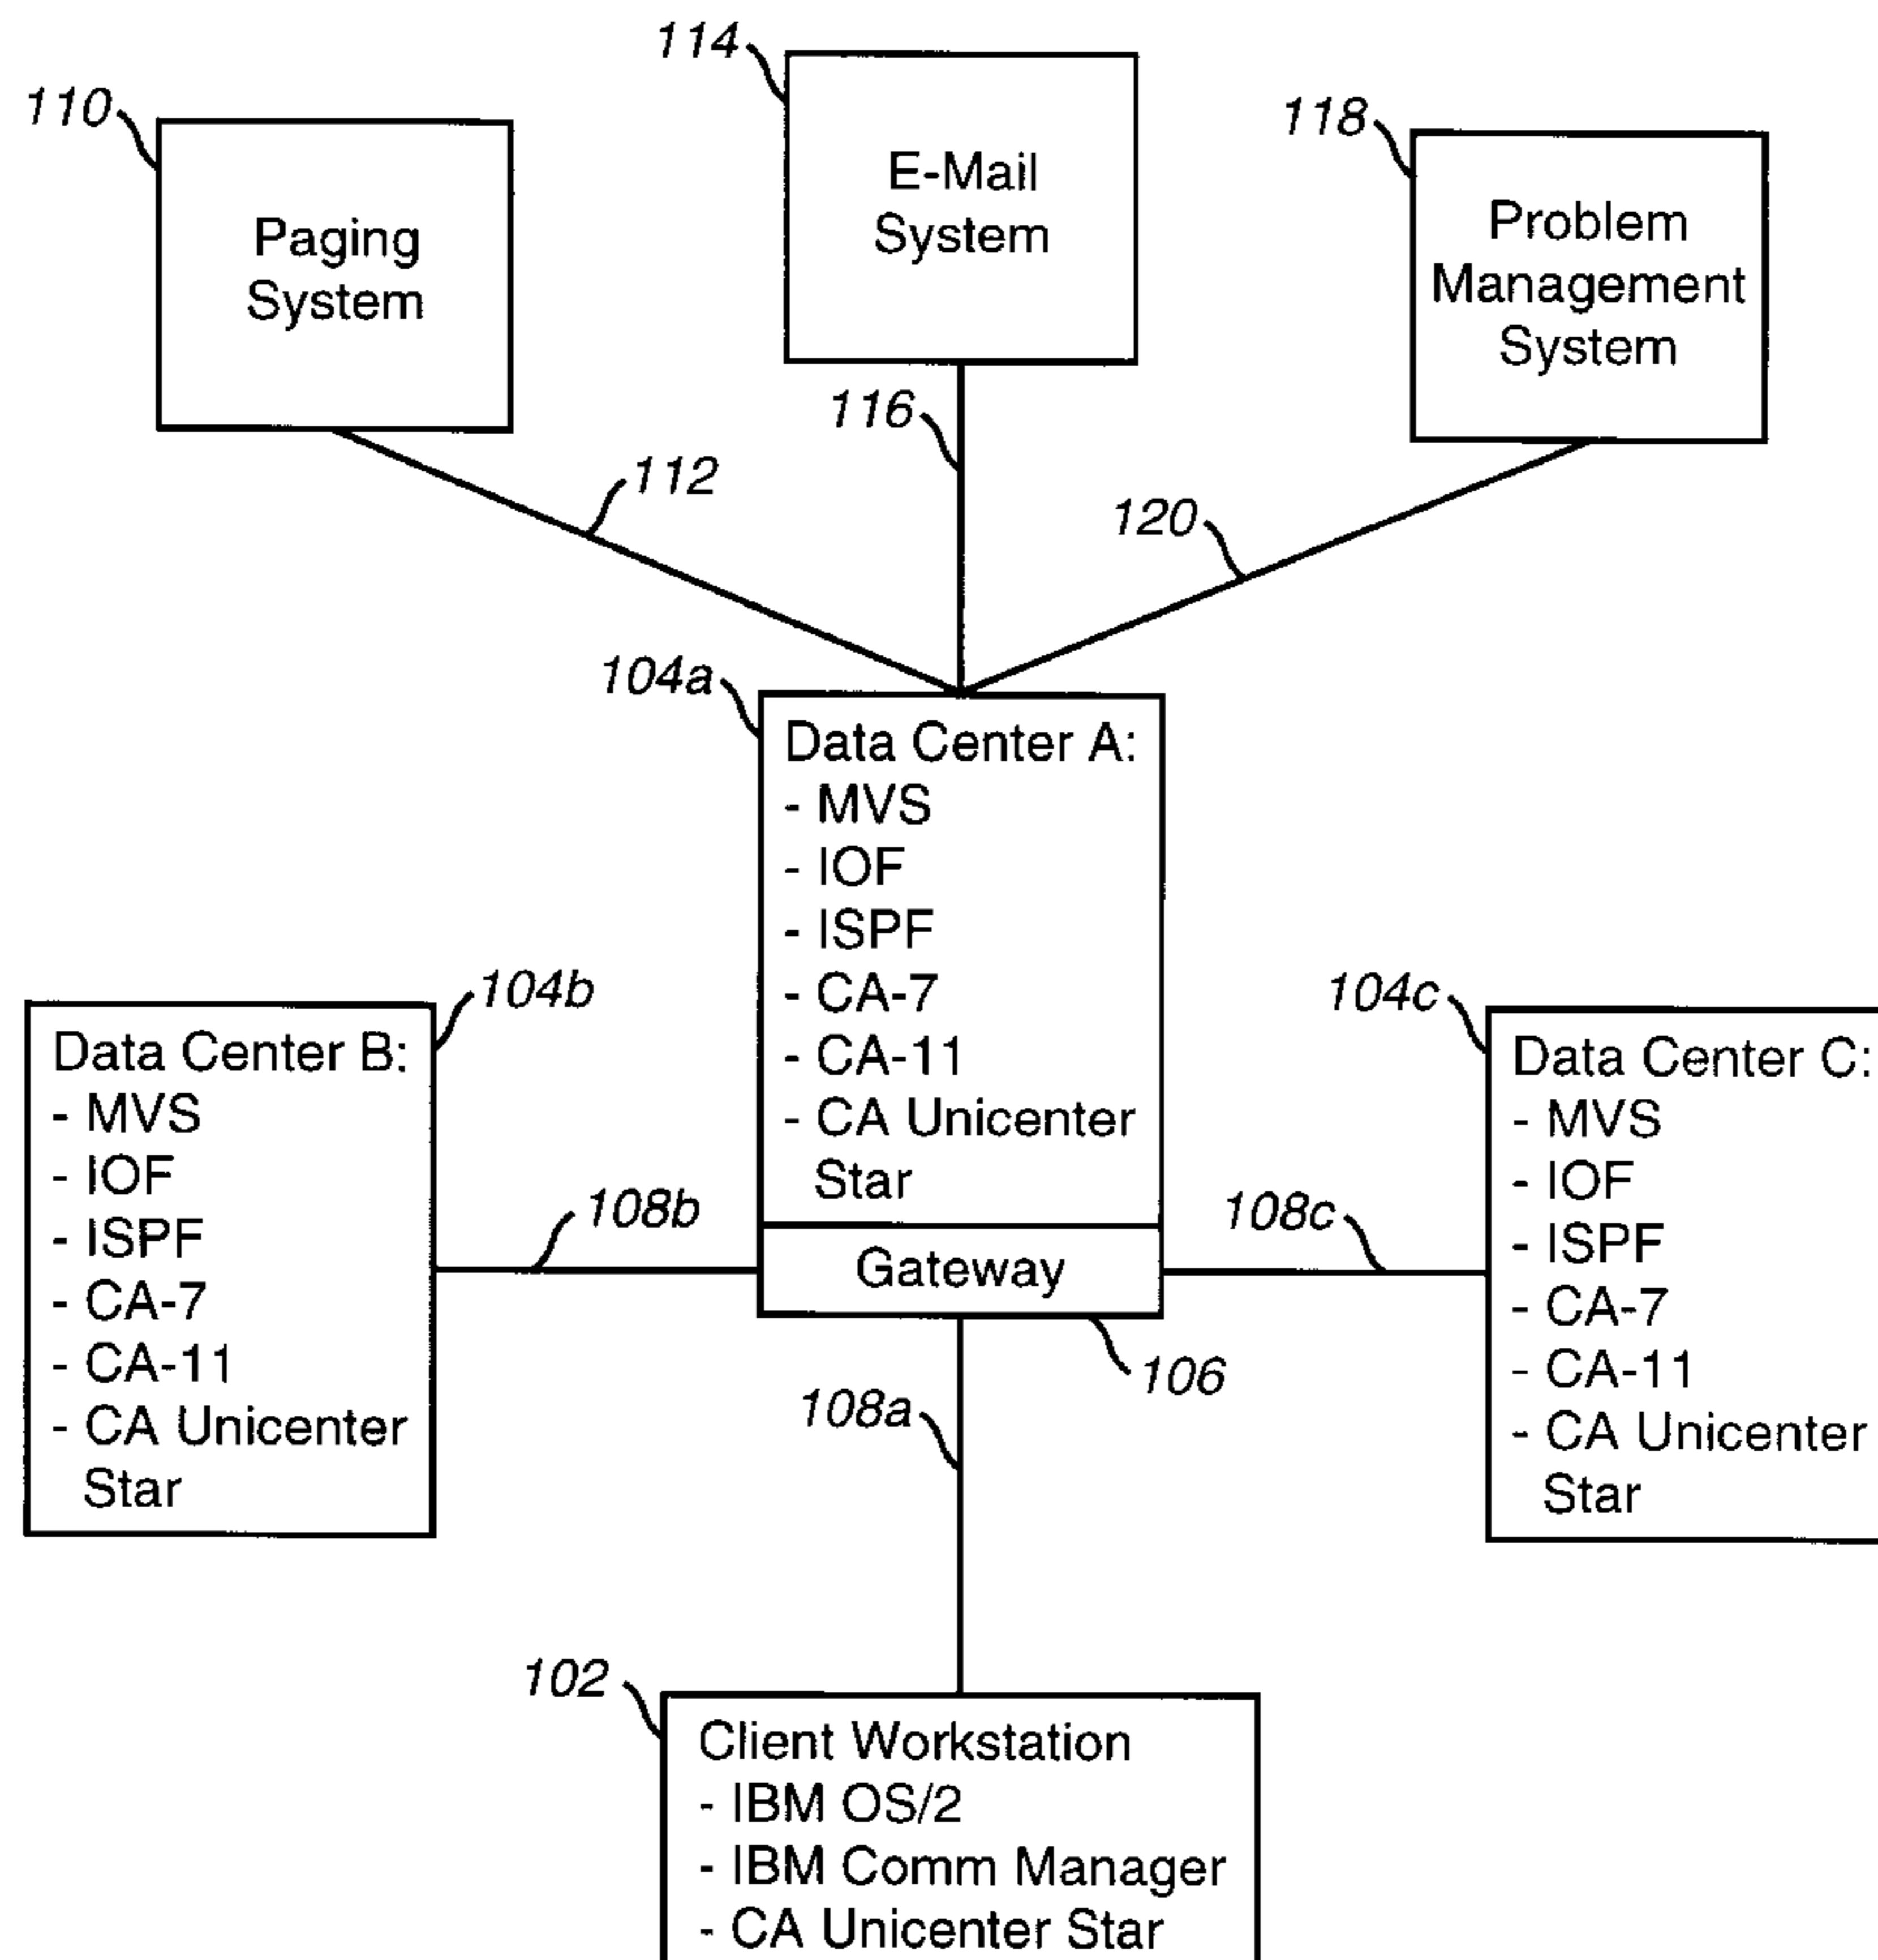 114
110
118
E-Mail
System
Paging
System
Problem
Management
System
116
112
120
104a
Data Center A:
- MVS
- IOF
- ISPF
- CA-7
- CA-11
- CA Unicenter
Star
Gateway
104b
Data Center B:
- MVS
- IOF
- ISPF
- CA-7
- CA-11
- CA Unicenter
Star
108b
104c
Data Center C:
- MVS
- IOF
- ISPF
- CA-7
- CA-11
- CA Unicenter
Star
108c
106
108a
102
Client Workstation
- IBM OS/2
- IBM Comm Manager
- CA Unicenter Star